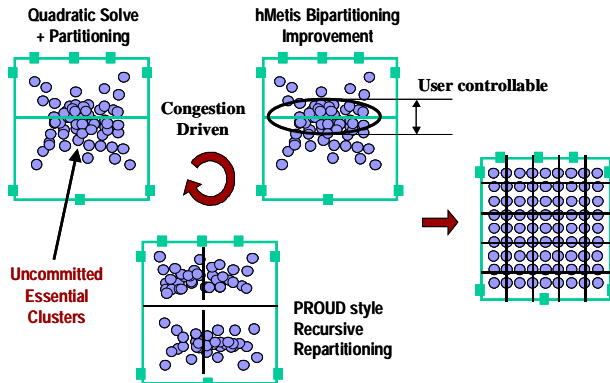 Quadratic Solve
+ Partitioning
hMetis Bipartitioning
Improvement
User controllable
Congestion
Driven
Uncommitted
Essential
Clusters
PROUD style
Recursive
Repartitioning